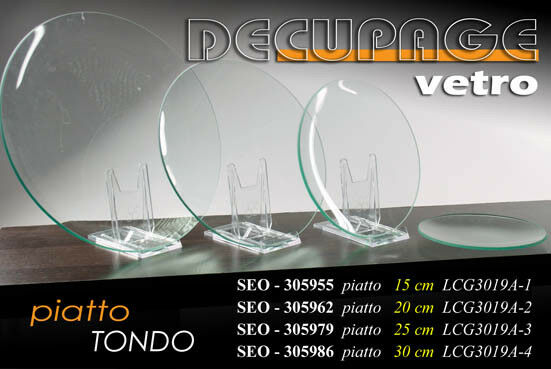 DECUPAGE
vetro
piatto
TONDO
SEO - 305955 piatto 15 cm LCG3019A-1
SEO - 305962 piatto 20 cm LCG3019A-2
SEO - 305979 piatto 25 cm LCG3019A-3
SEO - 305986 piatto 30 cm LCG3019A-4